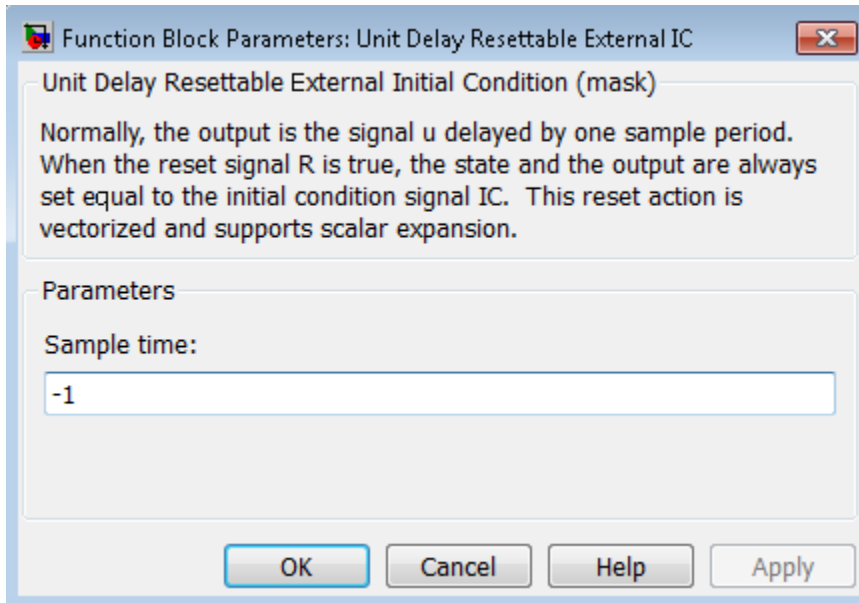 Function Block Parameters: Unit Delay Resettable External IC
Unit Delay Resettable External Initial Condition (mask)
Normally, the output is the signal u delayed by one sample period.
When the reset signal R is true, the state and the output are always
set equal to the initial condition signal IC.  This reset action is
vectorized and supports scalar expansion.
Parameters
Sample time:
-1
OK Cancel Help Apply